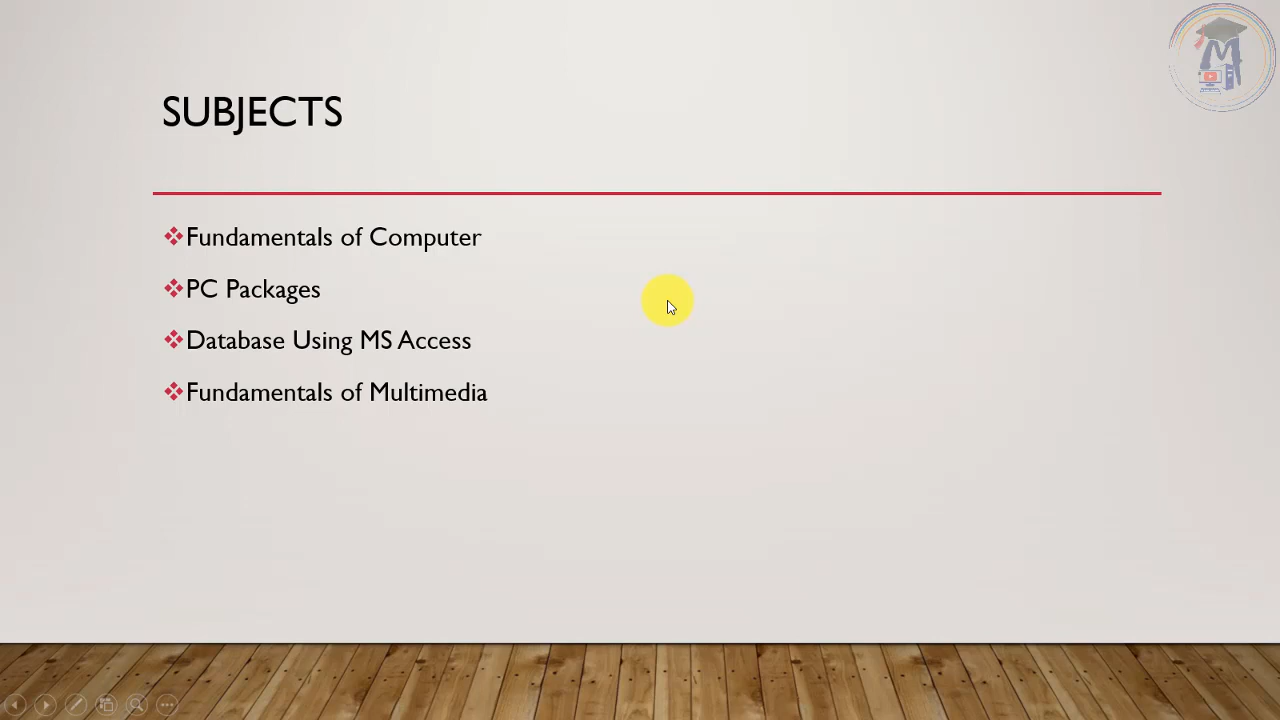 SUBJECTS
Fundamentals of Computer
PC Packages
Database Using MS Access
Fundamentals of Multimedia